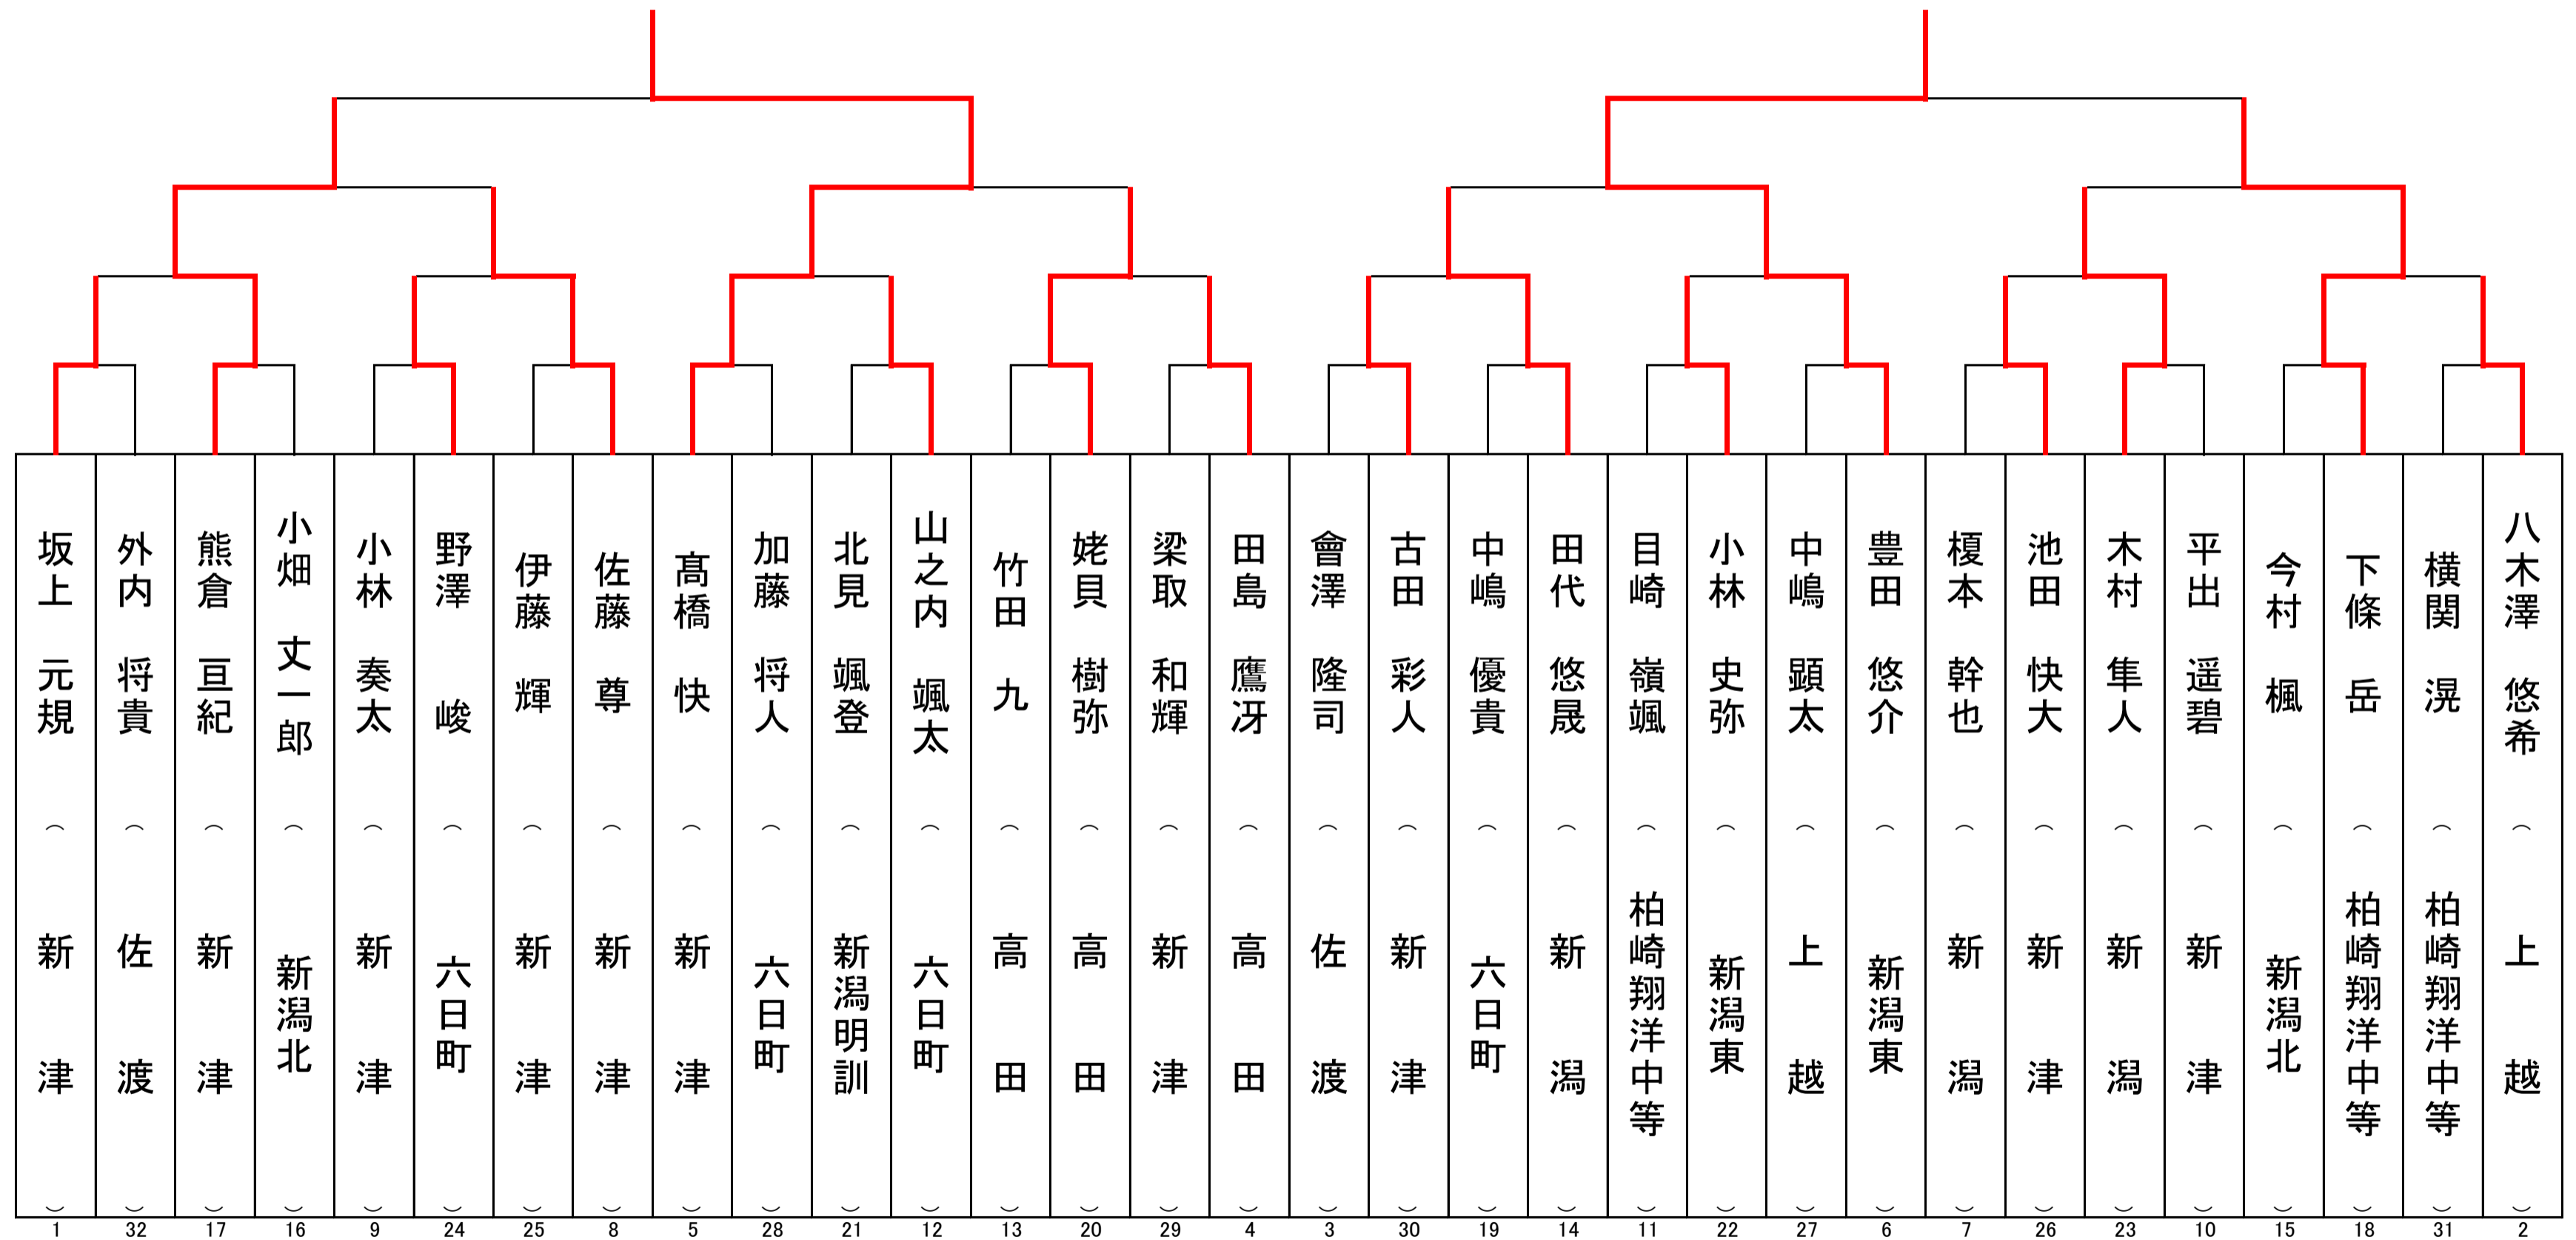 坂上 元規 (新津) 1
外内 将貴 (佐渡) 32
熊倉 亘紀 (新津) 17
小畑 丈一郎 (新潟北) 16
小林 奏太 (新津) 9
野澤 峻 (六日町) 24
伊藤 輝 (新津) 25
佐藤 尊 (新津) 8
髙橋 快 (新津) 5
加藤 将人 (六日町) 28
北見 颯登 (新潟明訓) 21
山之内 颯太 (六日町) 12
竹田 九 (高田) 13
姥貝 樹弥 (高田) 20
梁取 和輝 (新津) 29
田島 鷹冴 (高田) 4
會澤 隆司 (佐渡) 3
古田 彩人 (新津) 30
中嶋 優貴 (六日町) 19
田代 悠晟 (新潟) 14
目崎 嶺颯 (柏崎翔洋中等) 11
小林 史弥 (新潟東) 22
中嶋 顕太 (上越) 27
豊田 悠介 (新潟東) 6
榎本 幹也 (新潟) 7
池田 快大 (新津) 26
木村 隼人 (新潟) 23
平出 遥碧 (新津) 10
今村 楓 (新潟北) 15
下條 岳 (柏崎翔洋中等) 18
横関 滉 (柏崎翔洋中等) 31
八木澤 悠希 (上越) 2